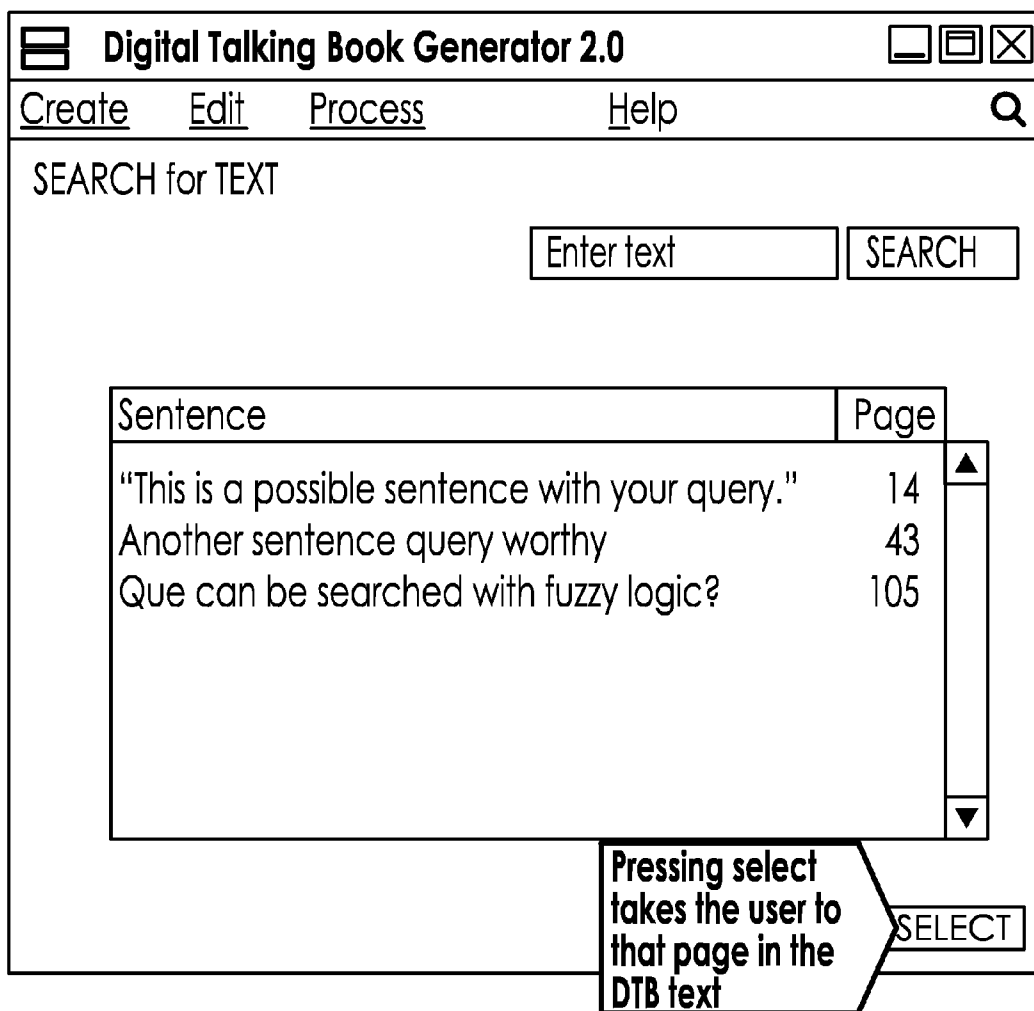 Digital Talking Book Generator 2.0
Create Edit Process Help
SEARCH for TEXT
Enter text SEARCH
Sentence Page
“This is a possible sentence with your query.” 14
Another sentence query worthy 43
Que can be searched with fuzzy logic? 105
Pressing select
takes the user to
that page in the
DTB text
SELECT